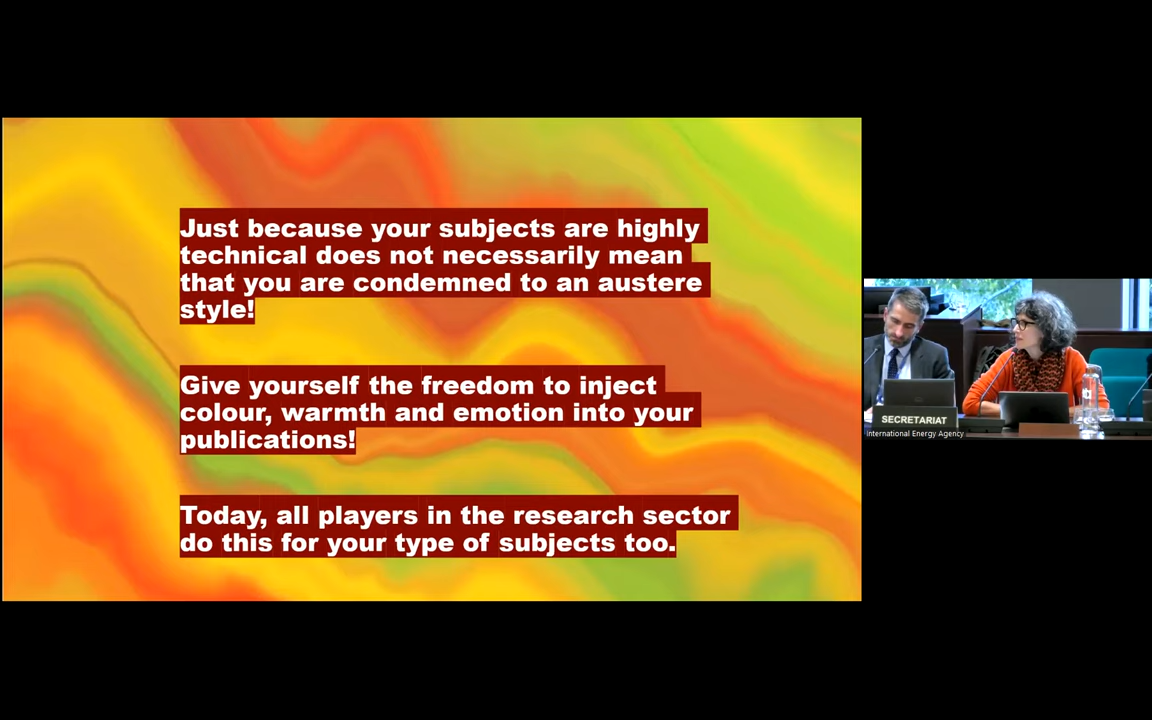 Just because your subjects are highly
technical does not necessarily mean
that you are condemned to an austere
style!
Give yourself the freedom to inject
colour, warmth and emotion into your
publications!
Today, all players in the research sector
do this for your type of subjects too.
SECRETARIAT
International Energy Agency